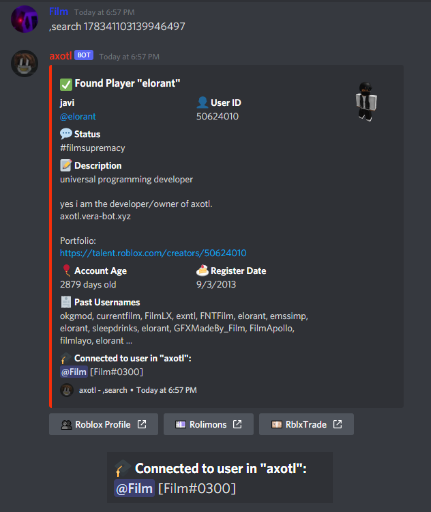 Film Today at 6:57 PM
,search 178341103139946497
axotl BOT Today at 6:57 PM
Found Player "elorant"
javi
@elorant
User ID
50624010
Status
#filmsupremacy
Description
universal programming developer
yes i am the developer/owner of axotl.
axotl.vera-bot.xyz
Portfolio:
https://talent.roblox.com/creators/50624010
Account Age
2879 days old
Register Date
9/3/2013
Past Usernames
okgmod, currentfilm, FilmLX, exntl, FNTFilm, elorant, emssimp,
elorant, sleepdrinks, elorant, GFXMadeBy_Film, FilmApollo,
filmlayo, elorant ...
Connected to user in "axotl":
@Film [Film#0300]
axotl - ,search • Today at 6:57 PM
Roblox Profile
Rolimons
RblxTrade
Connected to user in "axotl":
@Film [Film#0300]